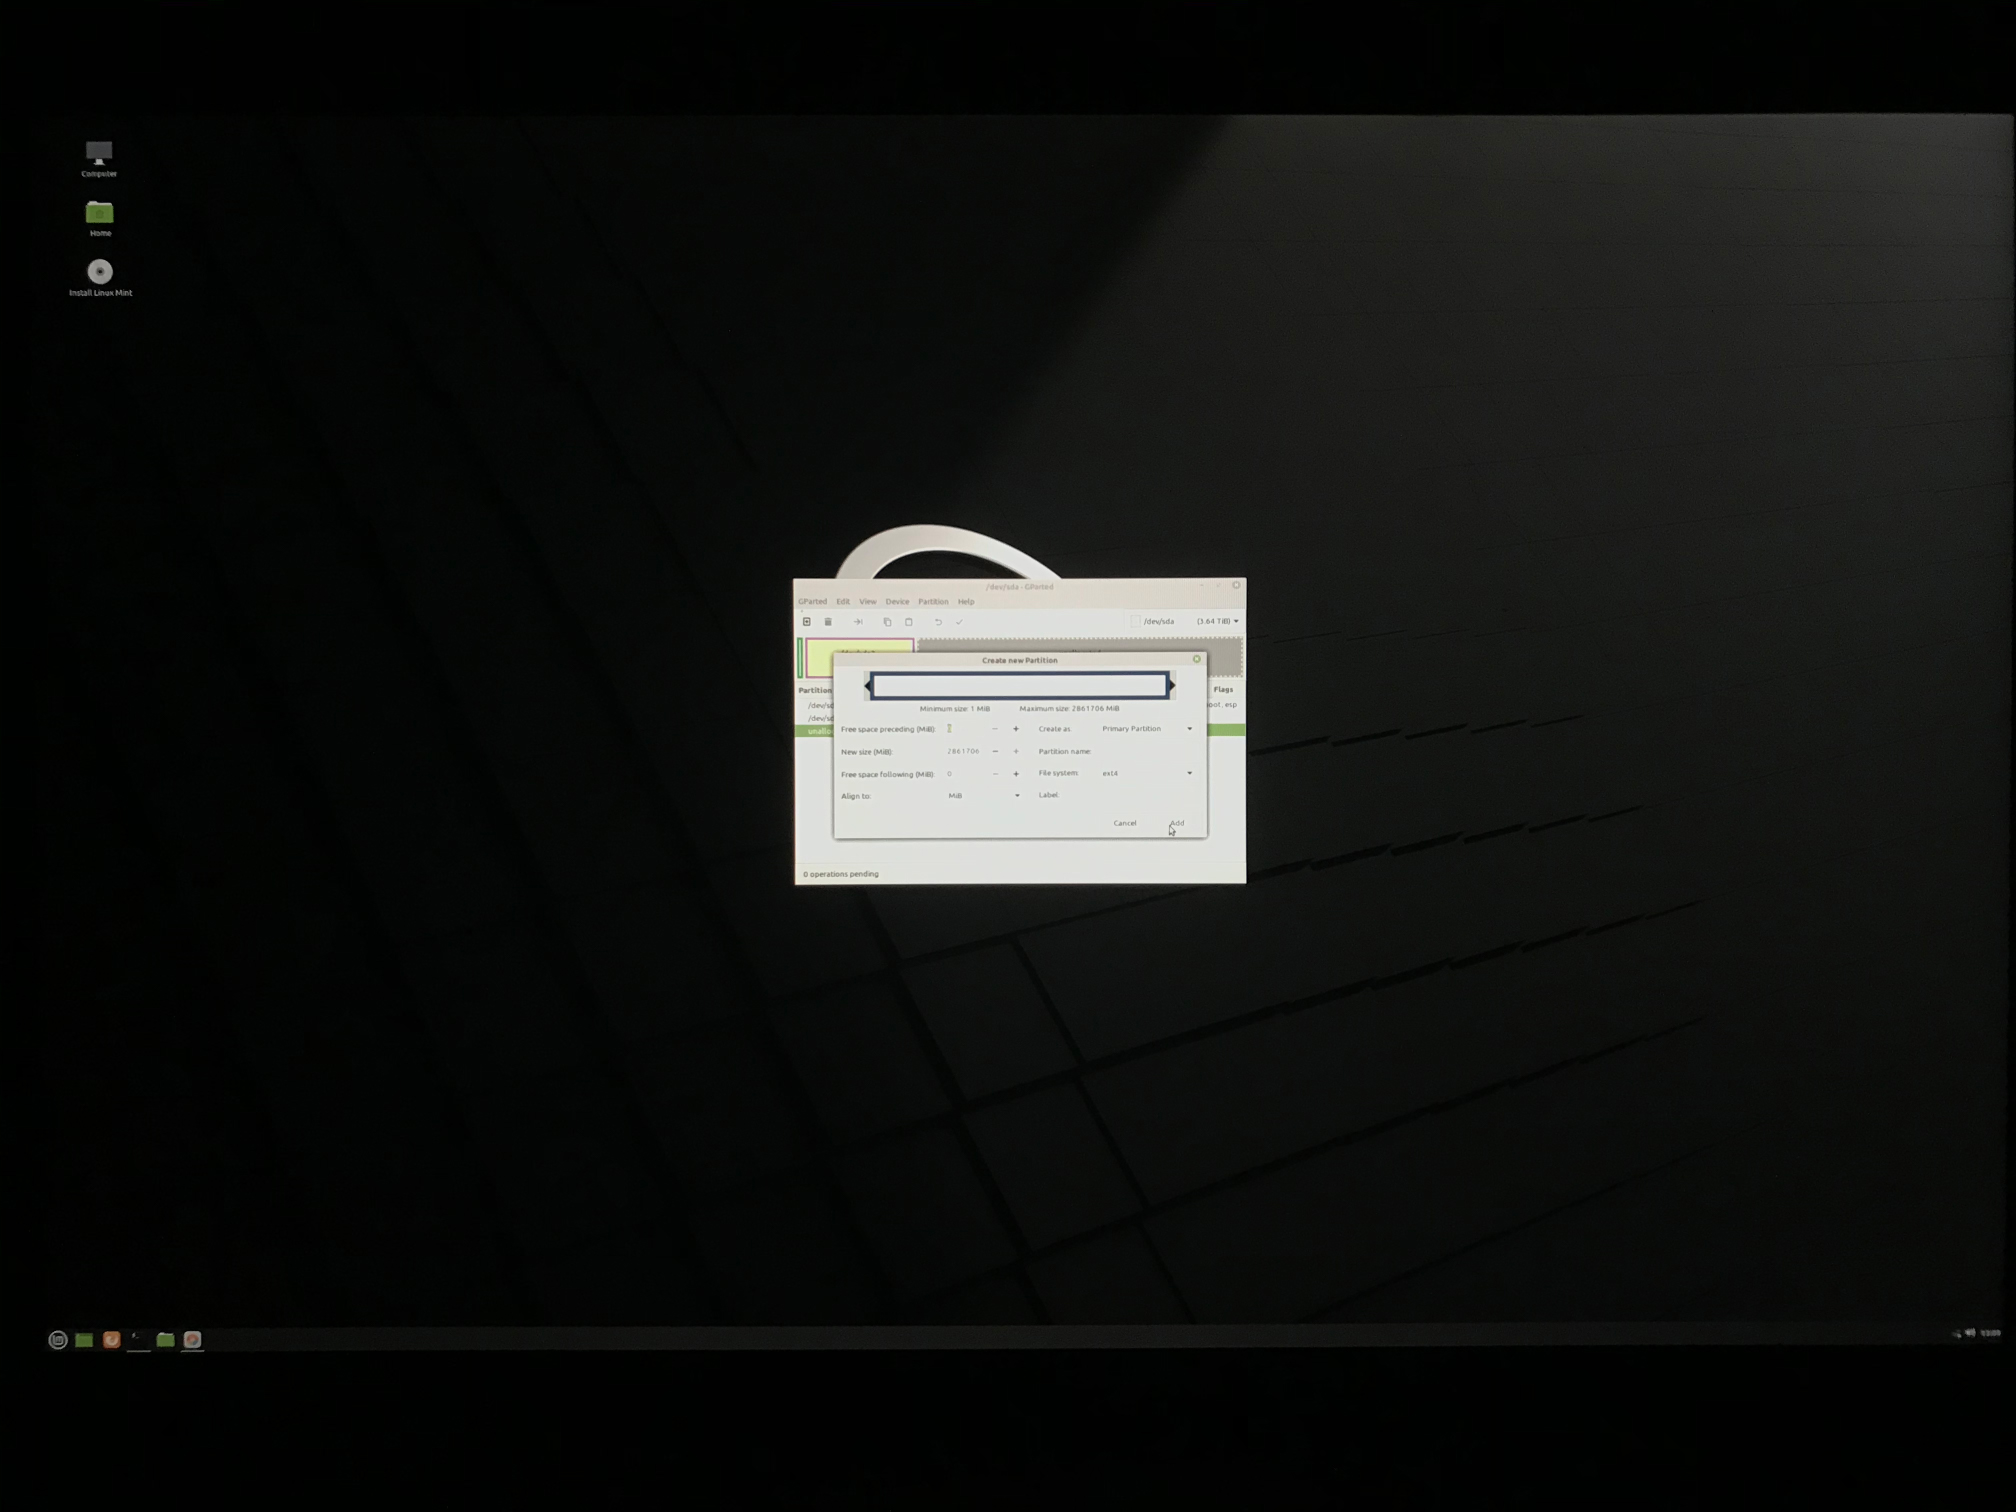 Computer
Home
Install Linux Mint
/dev/sda - GParted
GParted Edit View Device Partition Help
/dev/sda (3.64 TiB)
Create new Partition
Partition
Flags
Minimum size: 1 MiB Maximum size: 2861706 MiB
/dev/sd
oot, esp
/dev/sd
unalloc
Free space preceding (MiB):
Create as: Primary Partition
New size (MiB): 2861706
Partition name:
Free space following (MiB): 0
File system: ext4
Align to: MiB
Label:
Cancel Add
0 operations pending